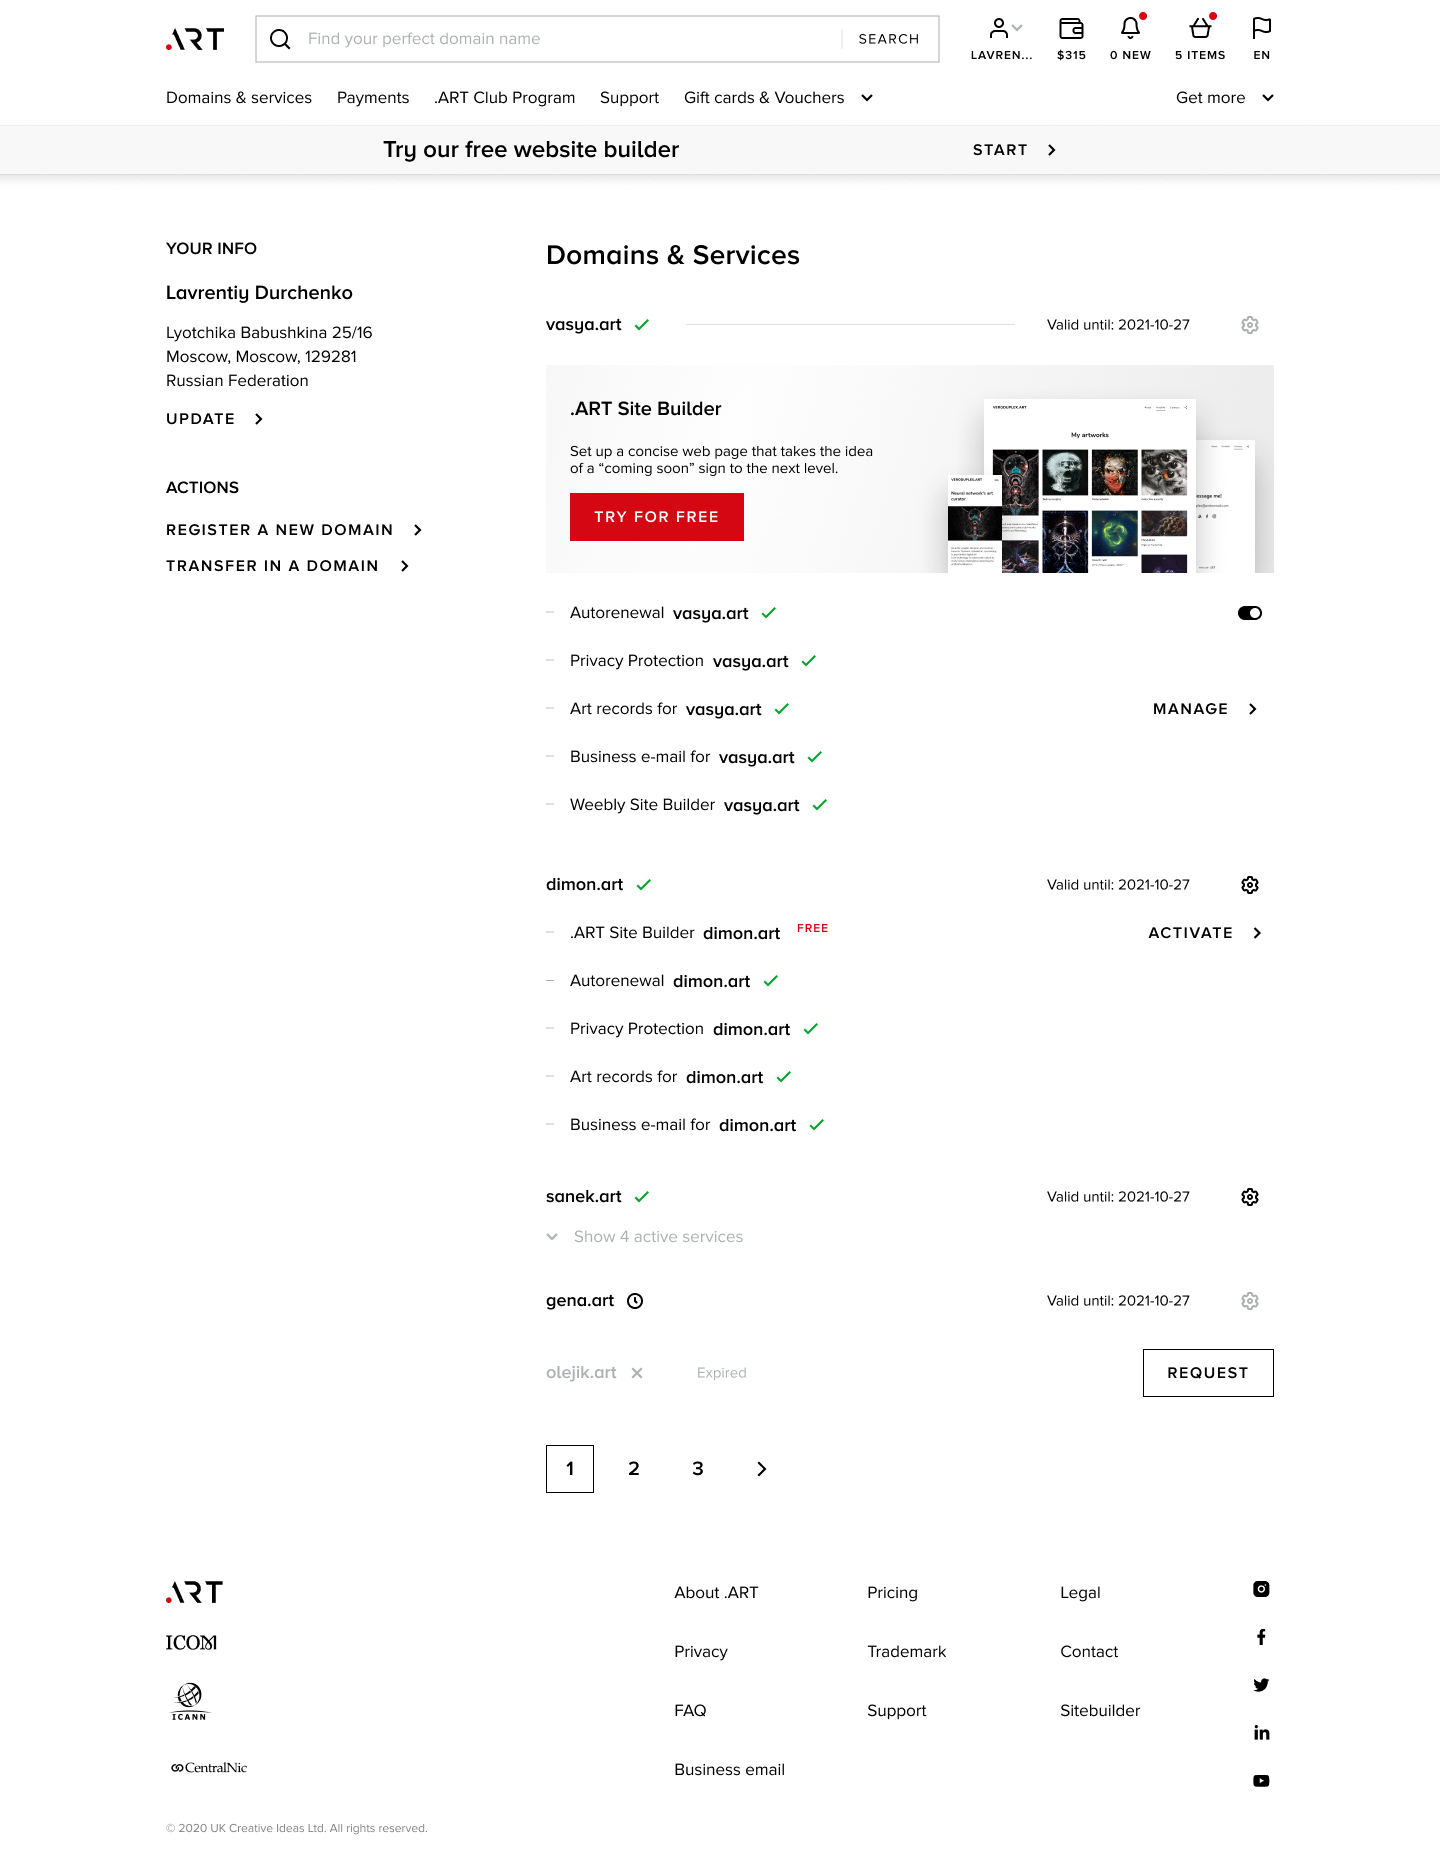 .ART
Find your perfect domain name
SEARCH
LAVREN...
$315
0 NEW
5 ITEMS
EN
Domains & services
Payments
.ART Club Program
Support
Gift cards & Vouchers
Get more
Try our free website builder
START
YOUR INFO
Lavrentiy Durchenko
Lyotchika Babushkina 25/16
Moscow, Moscow, 129281
Russian Federation
UPDATE
ACTIONS
REGISTER A NEW DOMAIN
TRANSFER IN A DOMAIN
Domains & Services
vasya.art
Valid until: 2021-10-27
.ART Site Builder
Set up a concise web page that takes the idea
of a “coming soon” sign to the next level.
TRY FOR FREE
VERODUPLEX.ART
My artworks
VERODUPLEX.ART
Neural network's art
curator
Autorenewal vasya.art
Privacy Protection vasya.art
Art records for vasya.art
MANAGE
Business e-mail for vasya.art
Weebly Site Builder vasya.art
dimon.art
Valid until: 2021-10-27
.ART Site Builder dimon.art FREE
ACTIVATE
Autorenewal dimon.art
Privacy Protection dimon.art
Art records for dimon.art
Business e-mail for dimon.art
sanek.art
Valid until: 2021-10-27
Show 4 active services
gena.art
Valid until: 2021-10-27
olejik.art
Expired
REQUEST
1 2 3
.ART
ICOM
ICANN
CentralNic
About .ART
Pricing
Legal
Privacy
Trademark
Contact
FAQ
Support
Sitebuilder
Business email
© 2020 UK Creative Ideas Ltd. All rights reserved.